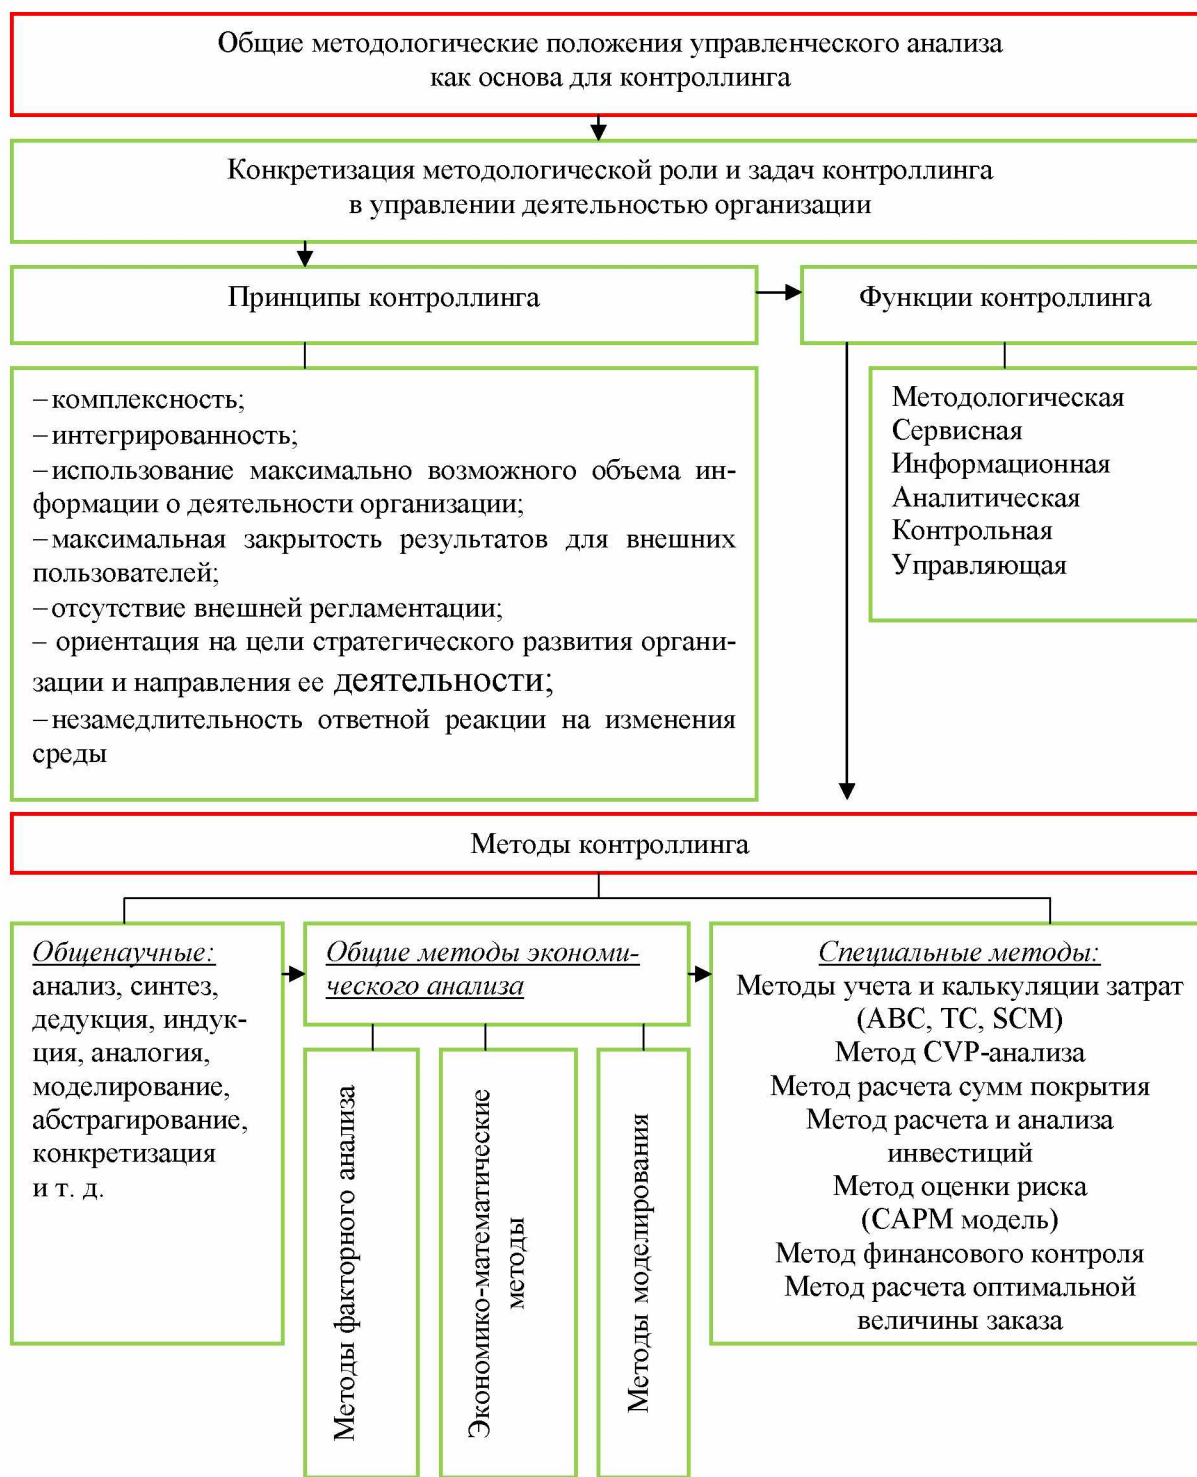 Общие методологические положения управленческого анализа
как основа для контроллинга
Конкретизация методологической роли и задач контроллинга
в управлении деятельностью организации
Принципы контроллинга
Функции контроллинга
–комплексность;
–интегрированность;
–использование максимально возможного объема ин-
формации о деятельности организации;
–максимальная закрытость результатов для внешних
пользователей;
–отсутствие внешней регламентации;
– ориентация на цели стратегического развития органи-
зации и направления ее деятельности;
–незамедлительность ответной реакции на изменения
среды
Методологическая
Сервисная
Информационная
Аналитическая
Контрольная
Управляющая
Методы контроллинга
Общенаучные:
анализ, синтез,
дедукция, индук-
ция, аналогия,
моделирование,
абстрагирование,
конкретизация
и т. д.
Общие методы экономи-
ческого анализа
Методы факторного анализа
Экономико-математические
методы
Методы моделирования
Специальные методы:
Методы учета и калькуляции затрат
(ABC, TC, SCM)
Метод CVP-анализа
Метод расчета сумм покрытия
Метод расчета и анализа
инвестиций
Метод оценки риска
(CAPM модель)
Метод финансового контроля
Метод расчета оптимальной
величины заказа